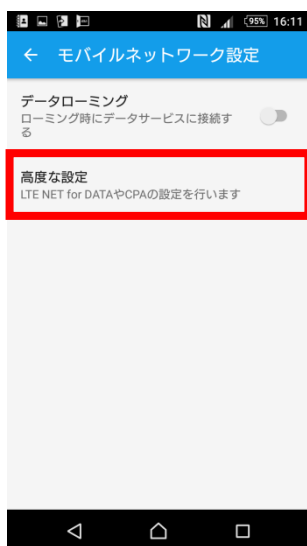 95% 16:11
モバイルネットワーク設定
データローミング
ローミング時にデータサービスに接続す
る
高度な設定
LTE NET for DATAやCPAの設定を行います